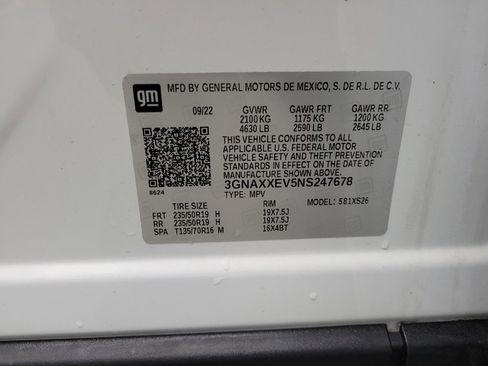 gm
MFD BY GENERAL MOTORS DE MEXICO, S. DE R.L. DE C.V.
09/22 GVWR GAWR FRT GAWR RR
2100 KG 1175 KG 1200 KG
4630 LB 2590 LB 2645 LB
THIS VEHICLE CONFORMS TO ALL
APPLICABLE U.S. FEDERAL MOTOR
VEHICLE SAFETY, BUMPER, AND THEFT
PREVENTION STANDARDS IN EFFECT ON
THE DATE OF MANUFACTURE SHOWN ABOVE.
3GNAXXEV5NS247678
TYPE: MPV
8624
TIRE SIZE RIM MODEL: 581XS26
FRT 235/50R19 H 19X7.5J
RR 235/50R19 H 19X7.5J
SPA T135/70R16 M 16X4BT